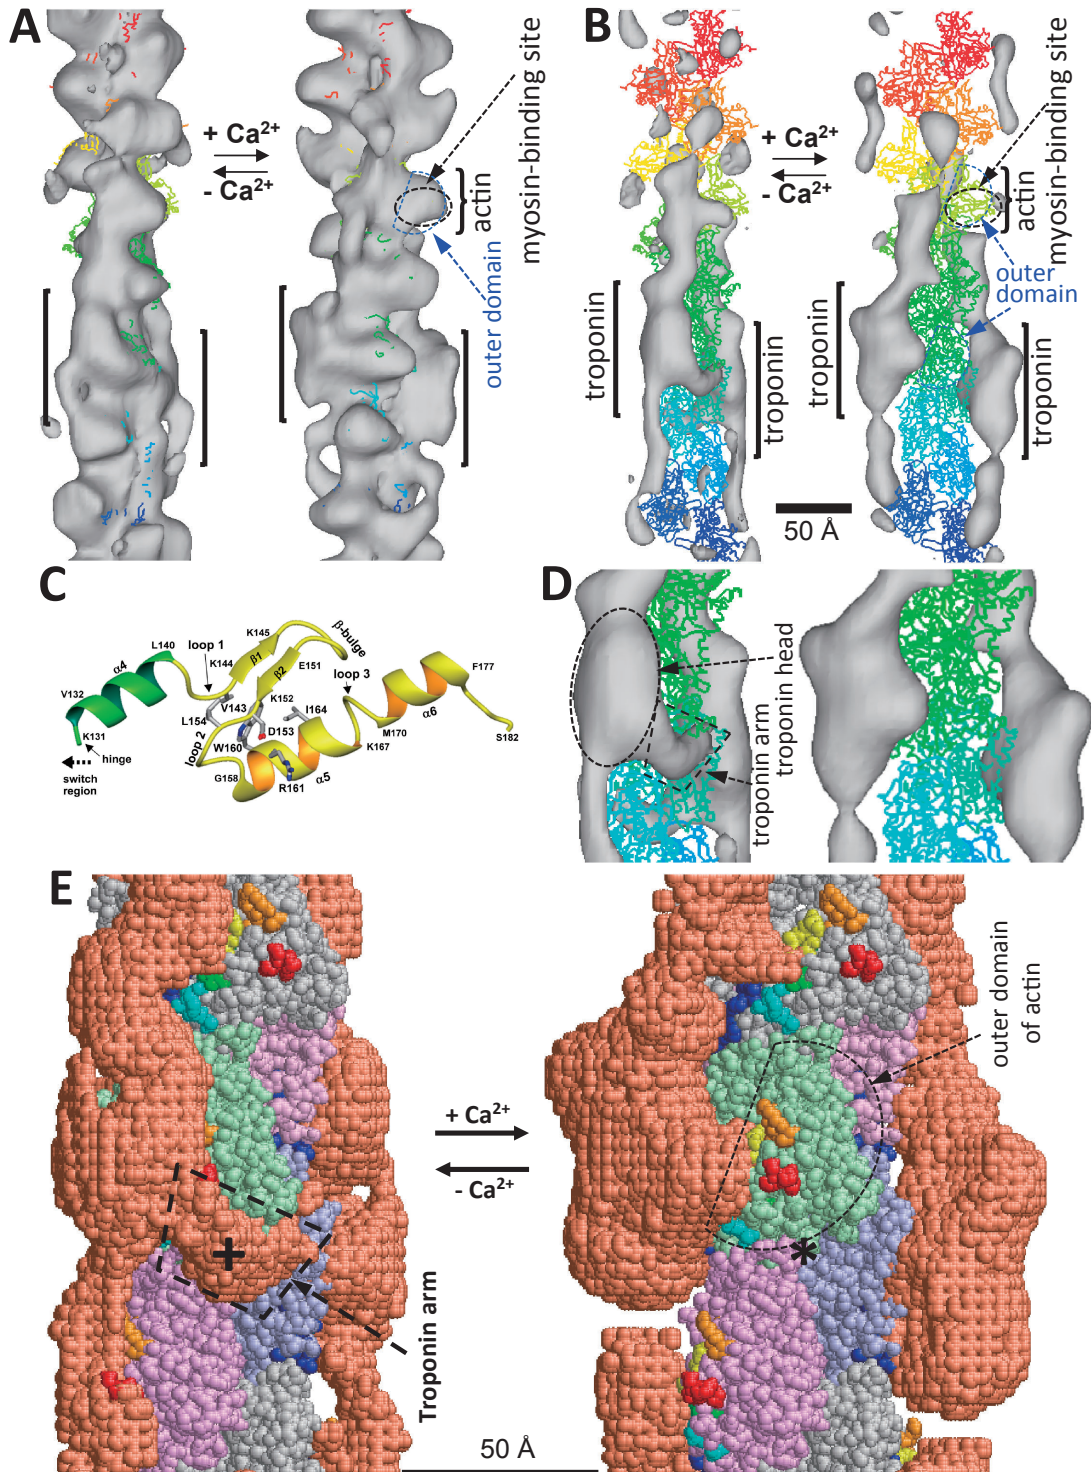 A
+ Ca²⁺
- Ca²⁺
myosin-binding site
actin
outer domain
B
+ Ca²⁺
- Ca²⁺
myosin-binding site
actin
outer
domain
troponin
troponin
troponin
troponin
50 Å
C
L140
loop 1
K144
K145
β1
β-bulge
α4
β2
E151
loop 3
F177
V132
V143
K152
I164
α6
K131
L154
D153
M170
hinge
W160
K167
S182
switch
region
loop 2
G158
α5
R161
D
troponin head
troponin arm
E
+ Ca²⁺
- Ca²⁺
outer domain
of actin
+
*
Troponin arm
50 Å